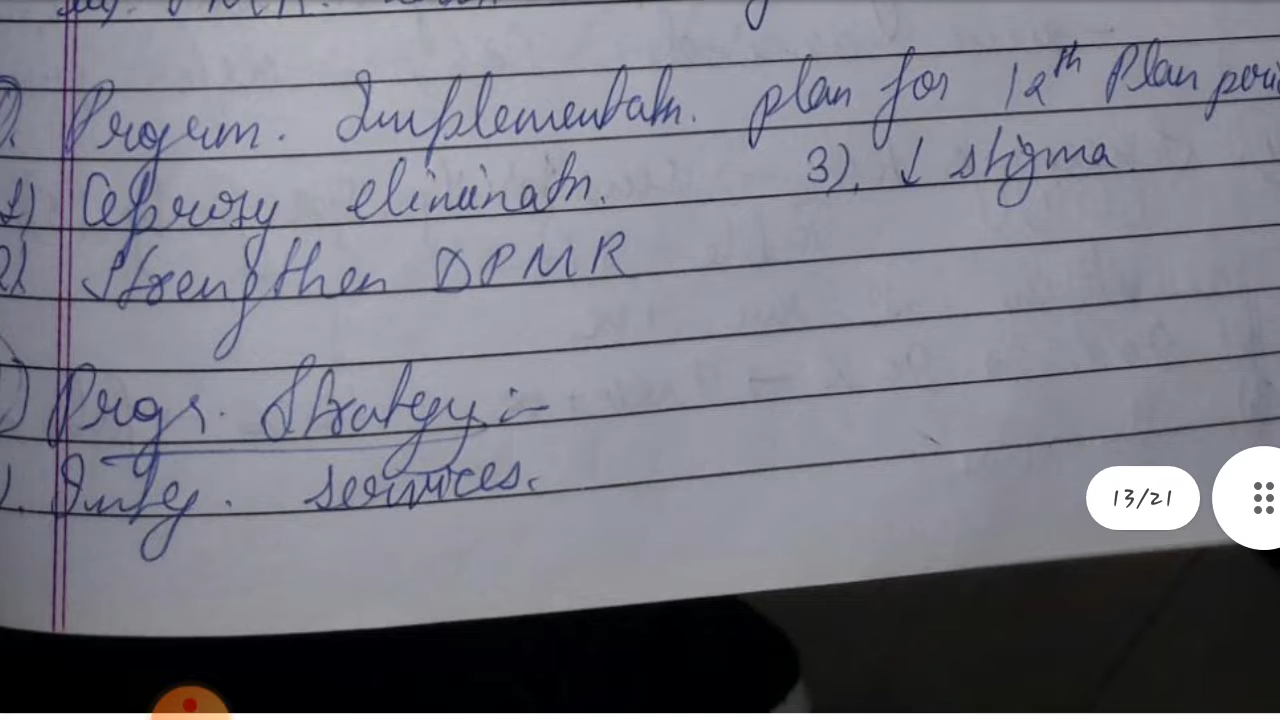 Progrm. Implementatn. plan for 12th Plan peri
1) Leprosy eliminatn. 3). ↓ stigma
2) Strengthen DPMR
Prgr. Strategy :-
1. Integ. services.
13/21